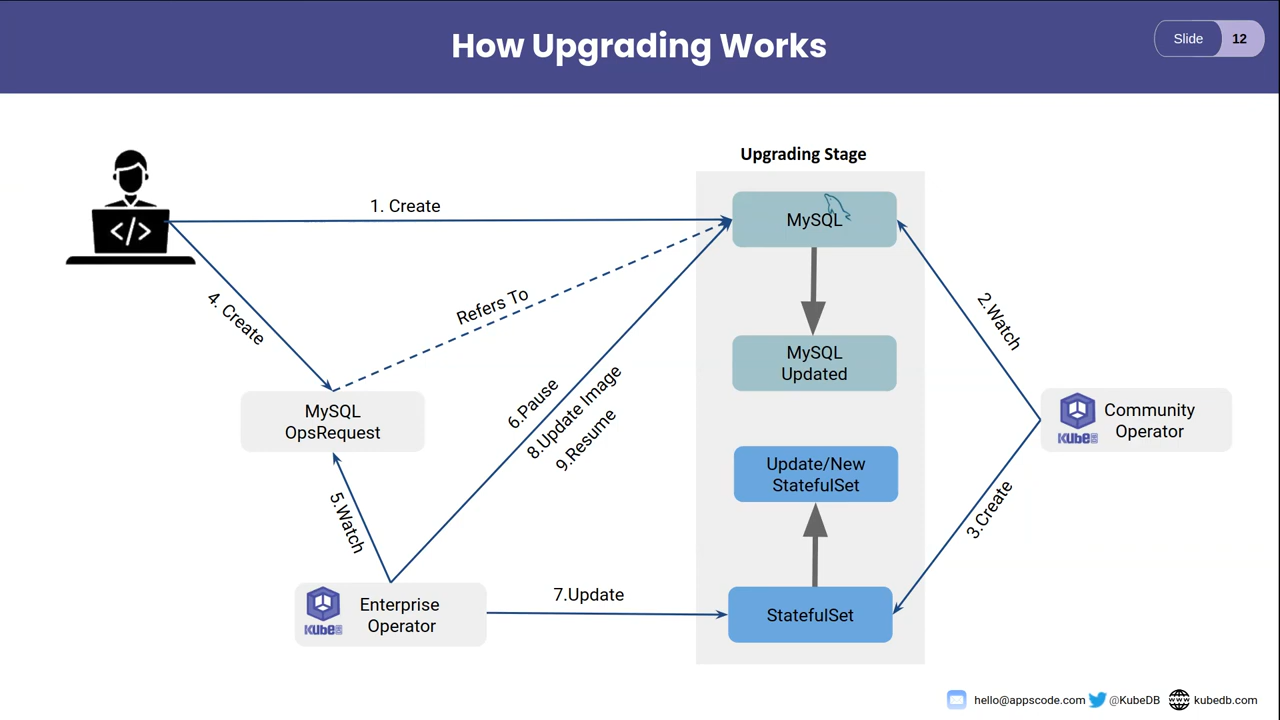 How Upgrading Works
Slide 12
Upgrading Stage
1. Create
MySQL
4. Create
Refers To
2.Watch
MySQL
Updated
MySQL
OpsRequest
6.Pause
8.Update Image
9.Resume
Kube
Community
Operator
Update/New
StatefulSet
5.Watch
3.Create
Kube
Enterprise
Operator
7.Update
StatefulSet
hello@appscode.com @KubeDB kubedb.com